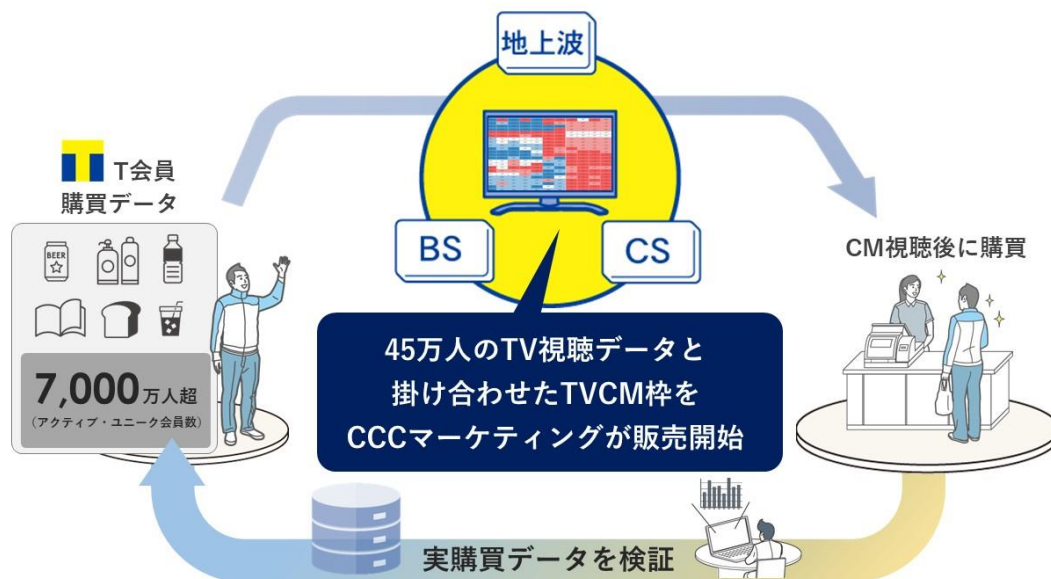 地上波
BS
CS
T会員
購買データ
BEER
7,000万人超
(アクティブ・ユニーク会員数)
45万人のTV視聴データと
掛け合わせたTVCM枠を
CCCマーケティングが販売開始
CM視聴後に購買
実購買データを検証